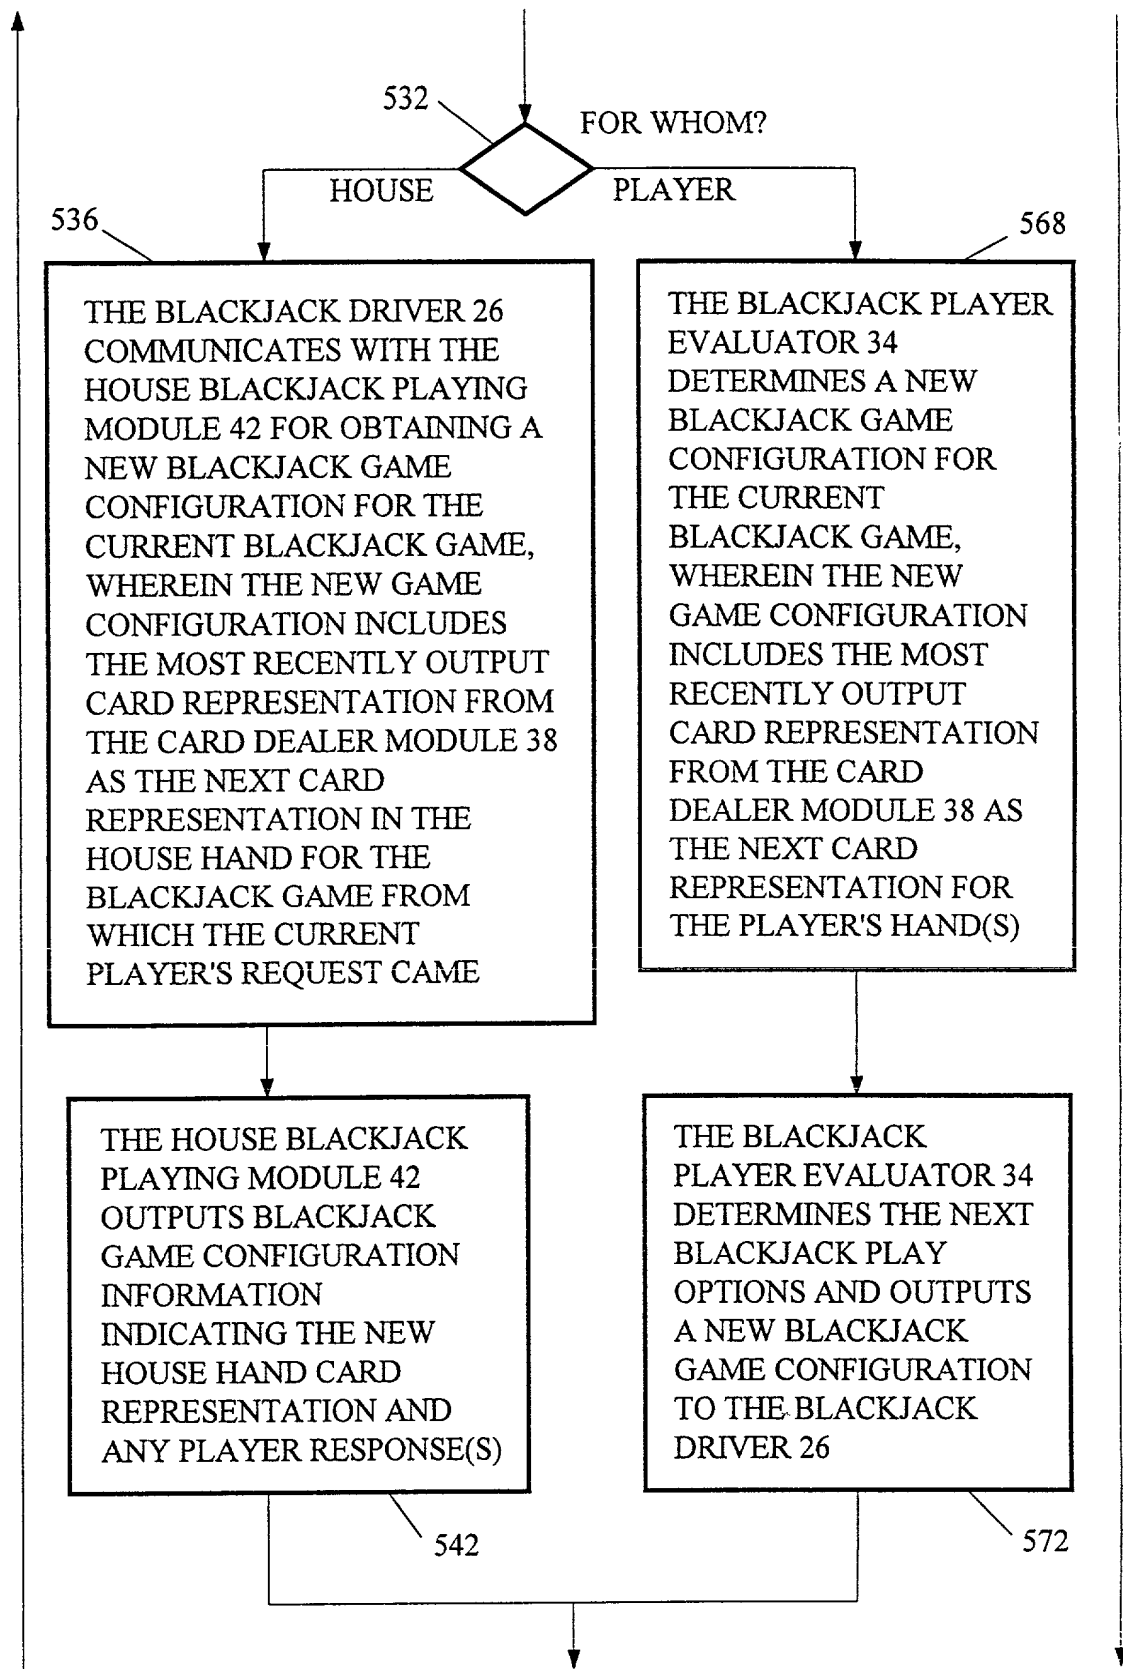 532
FOR WHOM?
HOUSE
PLAYER
536
THE BLACKJACK DRIVER 26
COMMUNICATES WITH THE
HOUSE BLACKJACK PLAYING
MODULE 42 FOR OBTAINING A
NEW BLACKJACK GAME
CONFIGURATION FOR THE
CURRENT BLACKJACK GAME,
WHEREIN THE NEW GAME
CONFIGURATION INCLUDES
THE MOST RECENTLY OUTPUT
CARD REPRESENTATION FROM
THE CARD DEALER MODULE 38
AS THE NEXT CARD
REPRESENTATION IN THE
HOUSE HAND FOR THE
BLACKJACK GAME FROM
WHICH THE CURRENT
PLAYER'S REQUEST CAME
568
THE BLACKJACK PLAYER
EVALUATOR 34
DETERMINES A NEW
BLACKJACK GAME
CONFIGURATION FOR
THE CURRENT
BLACKJACK GAME,
WHEREIN THE NEW
GAME CONFIGURATION
INCLUDES THE MOST
RECENTLY OUTPUT
CARD REPRESENTATION
FROM THE CARD
DEALER MODULE 38 AS
THE NEXT CARD
REPRESENTATION FOR
THE PLAYER'S HAND(S)
THE HOUSE BLACKJACK
PLAYING MODULE 42
OUTPUTS BLACKJACK
GAME CONFIGURATION
INFORMATION
INDICATING THE NEW
HOUSE HAND CARD
REPRESENTATION AND
ANY PLAYER RESPONSE(S)
542
THE BLACKJACK
PLAYER EVALUATOR 34
DETERMINES THE NEXT
BLACKJACK PLAY
OPTIONS AND OUTPUTS
A NEW BLACKJACK
GAME CONFIGURATION
TO THE BLACKJACK
DRIVER 26
572